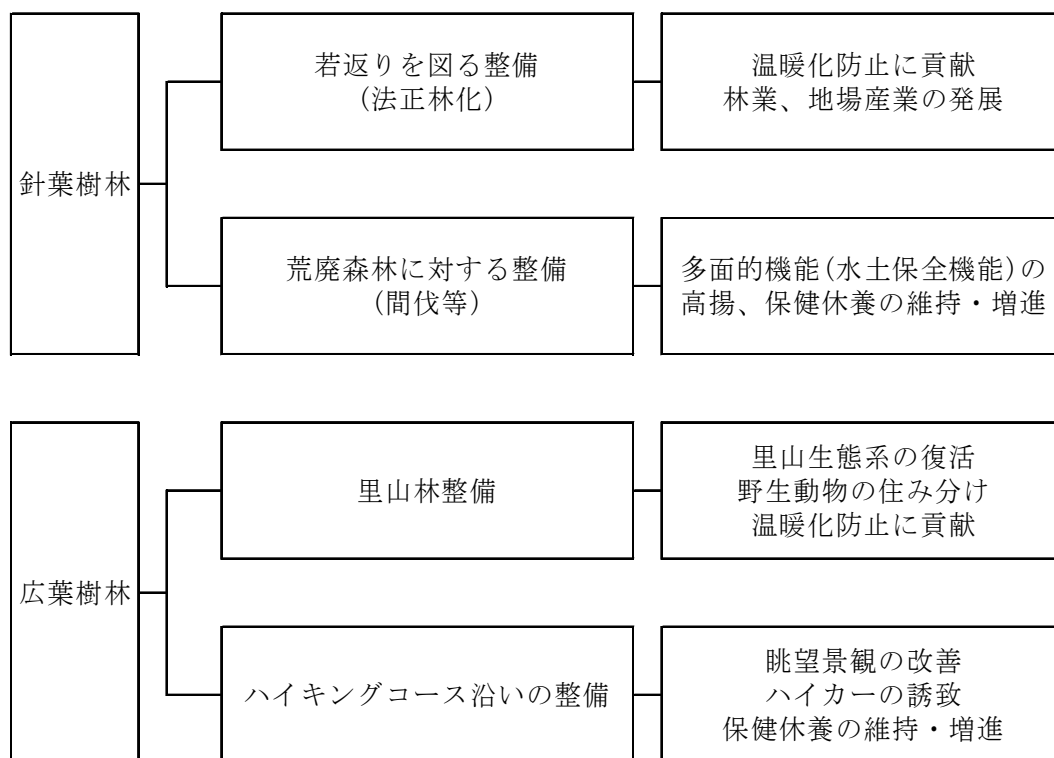 針葉樹林
若返りを図る整備
(法正林化)
温暖化防止に貢献
林業、地場産業の発展
荒廃森林に対する整備
(間伐等)
多面的機能(水土保全機能)の
高揚、保健休養の維持・増進
広葉樹林
里山林整備
里山生態系の復活
野生動物の住み分け
温暖化防止に貢献
ハイキングコース沿いの整備
眺望景観の改善
ハイカーの誘致
保健休養の維持・増進